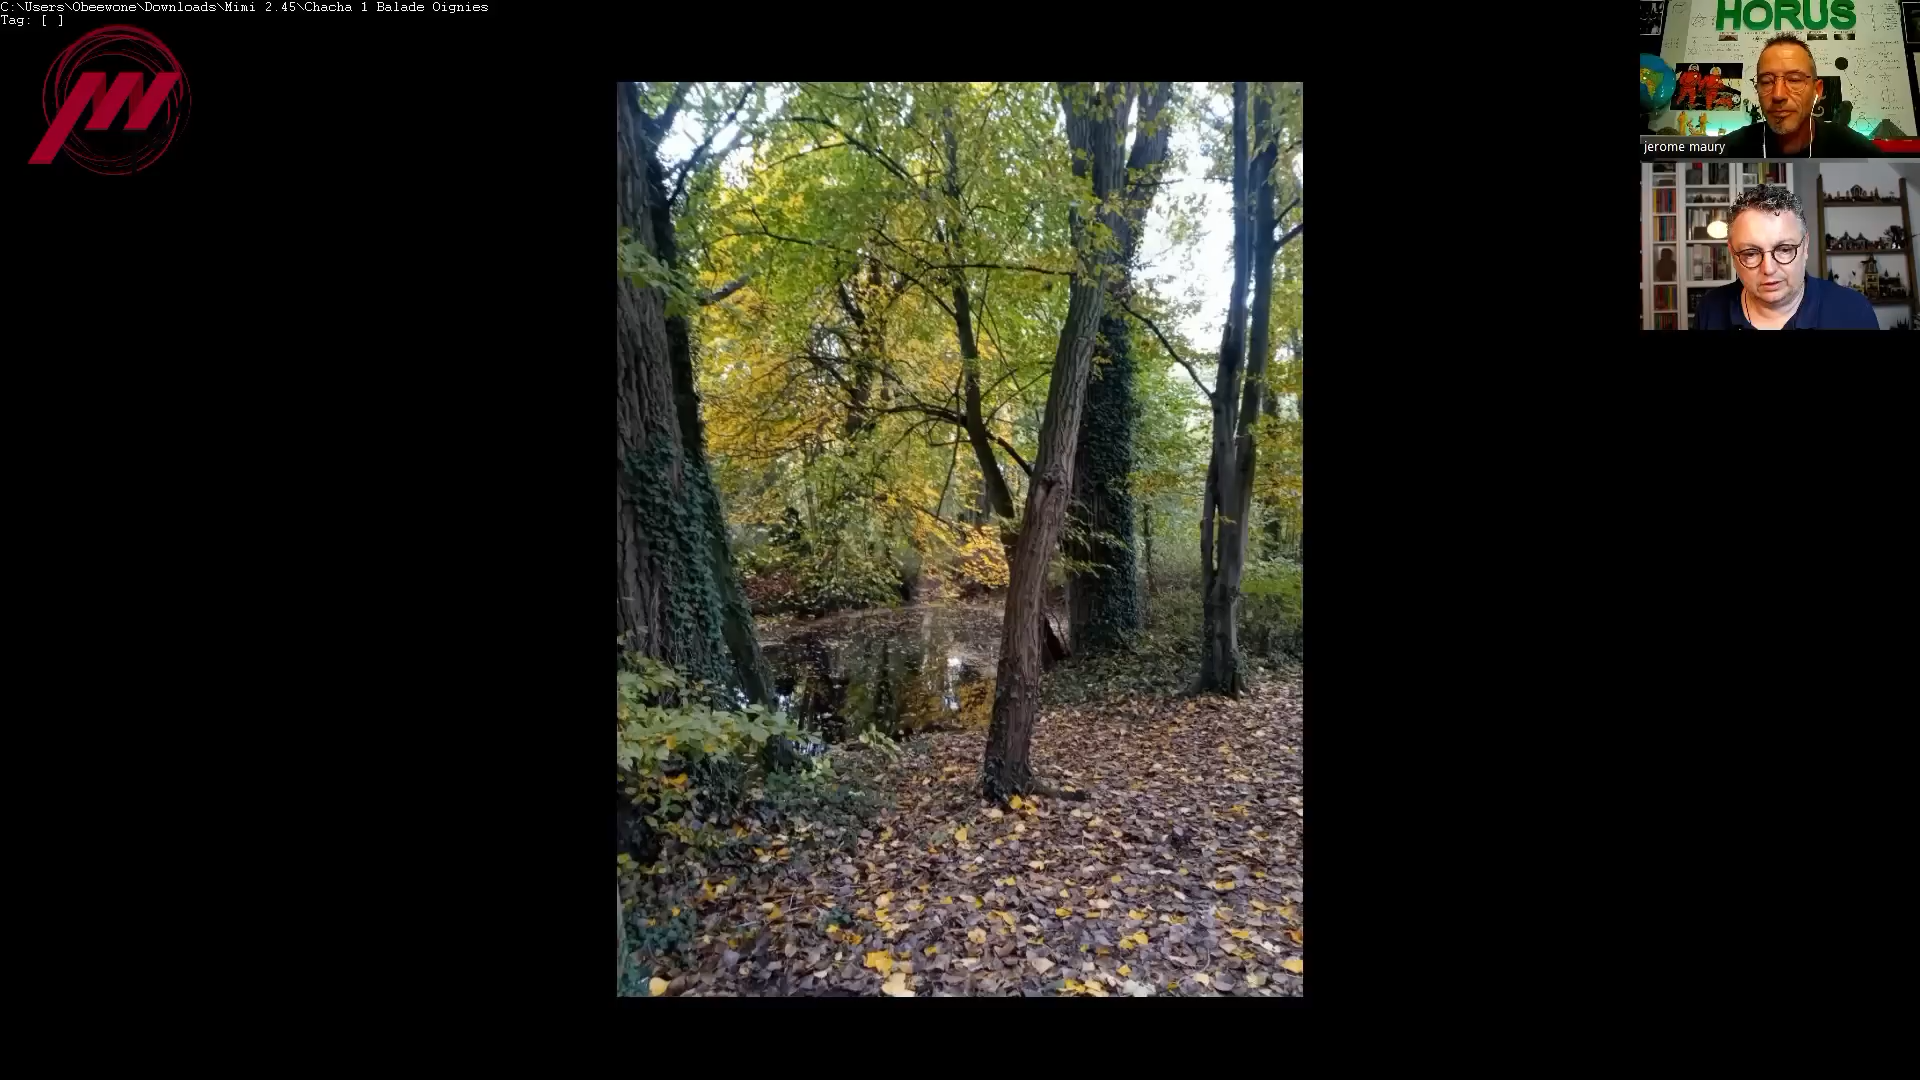 C:\Users\Obeewone\Downloads\Mimi 2.45\Chacha 1 Balade Oignies
Tag: [ ]
HORUS
jerome maury